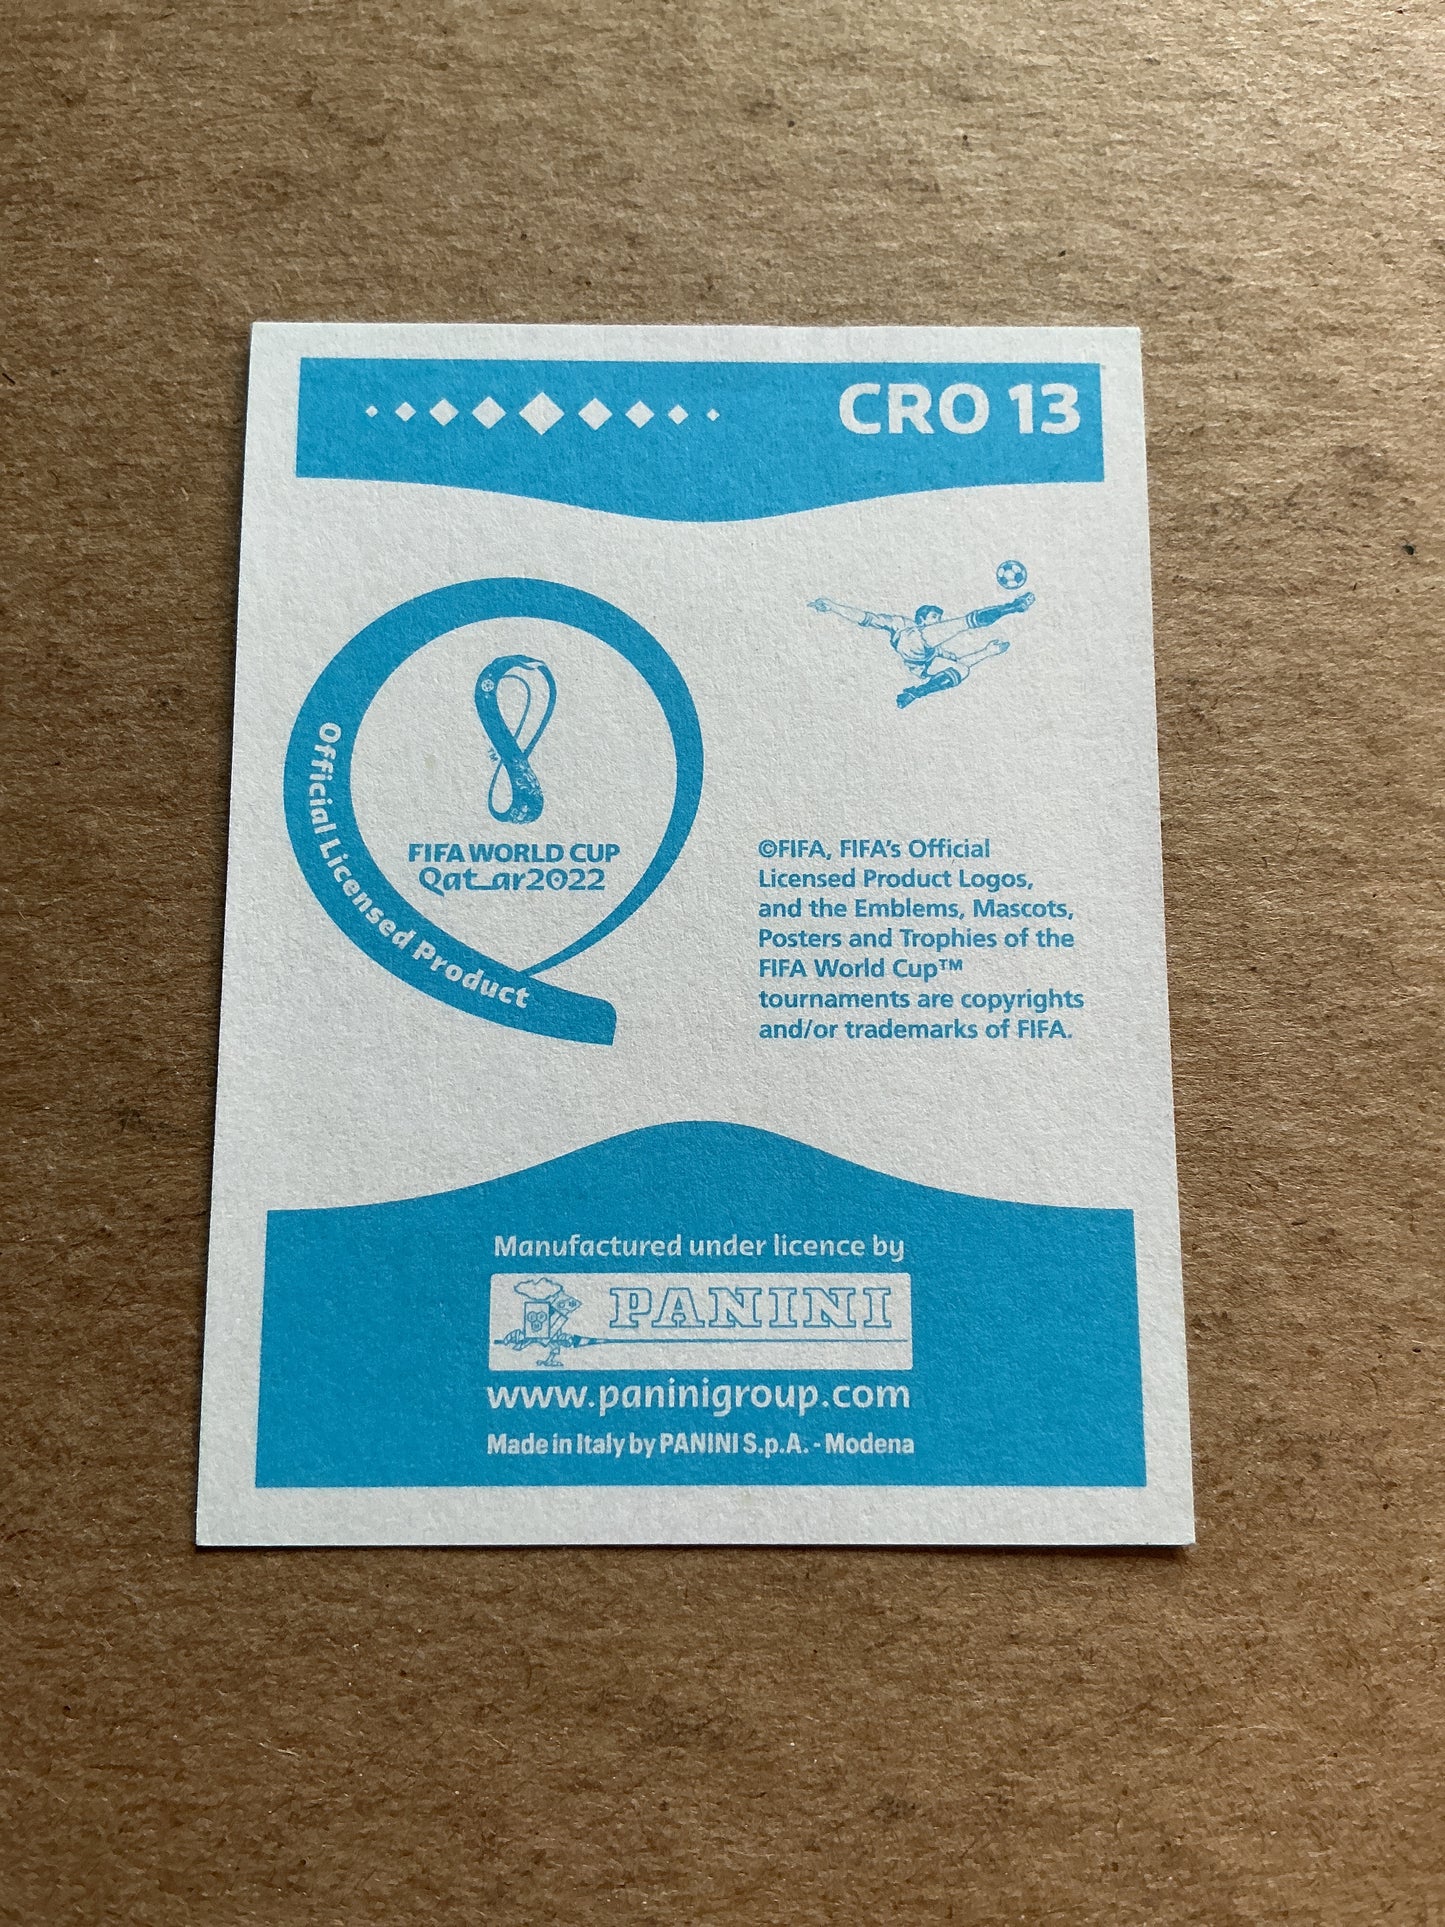 CRO 13
Official Licensed Product
TM
FIFA WORLD CUP
Qatar2022
©FIFA, FIFA's Official
Licensed Product Logos,
and the Emblems, Mascots,
Posters and Trophies of the
FIFA World Cup™
tournaments are copyrights
and/or trademarks of FIFA.
Manufactured under licence by
PANINI
www.paninigroup.com
Made in Italy by PANINI S.p.A. - Modena